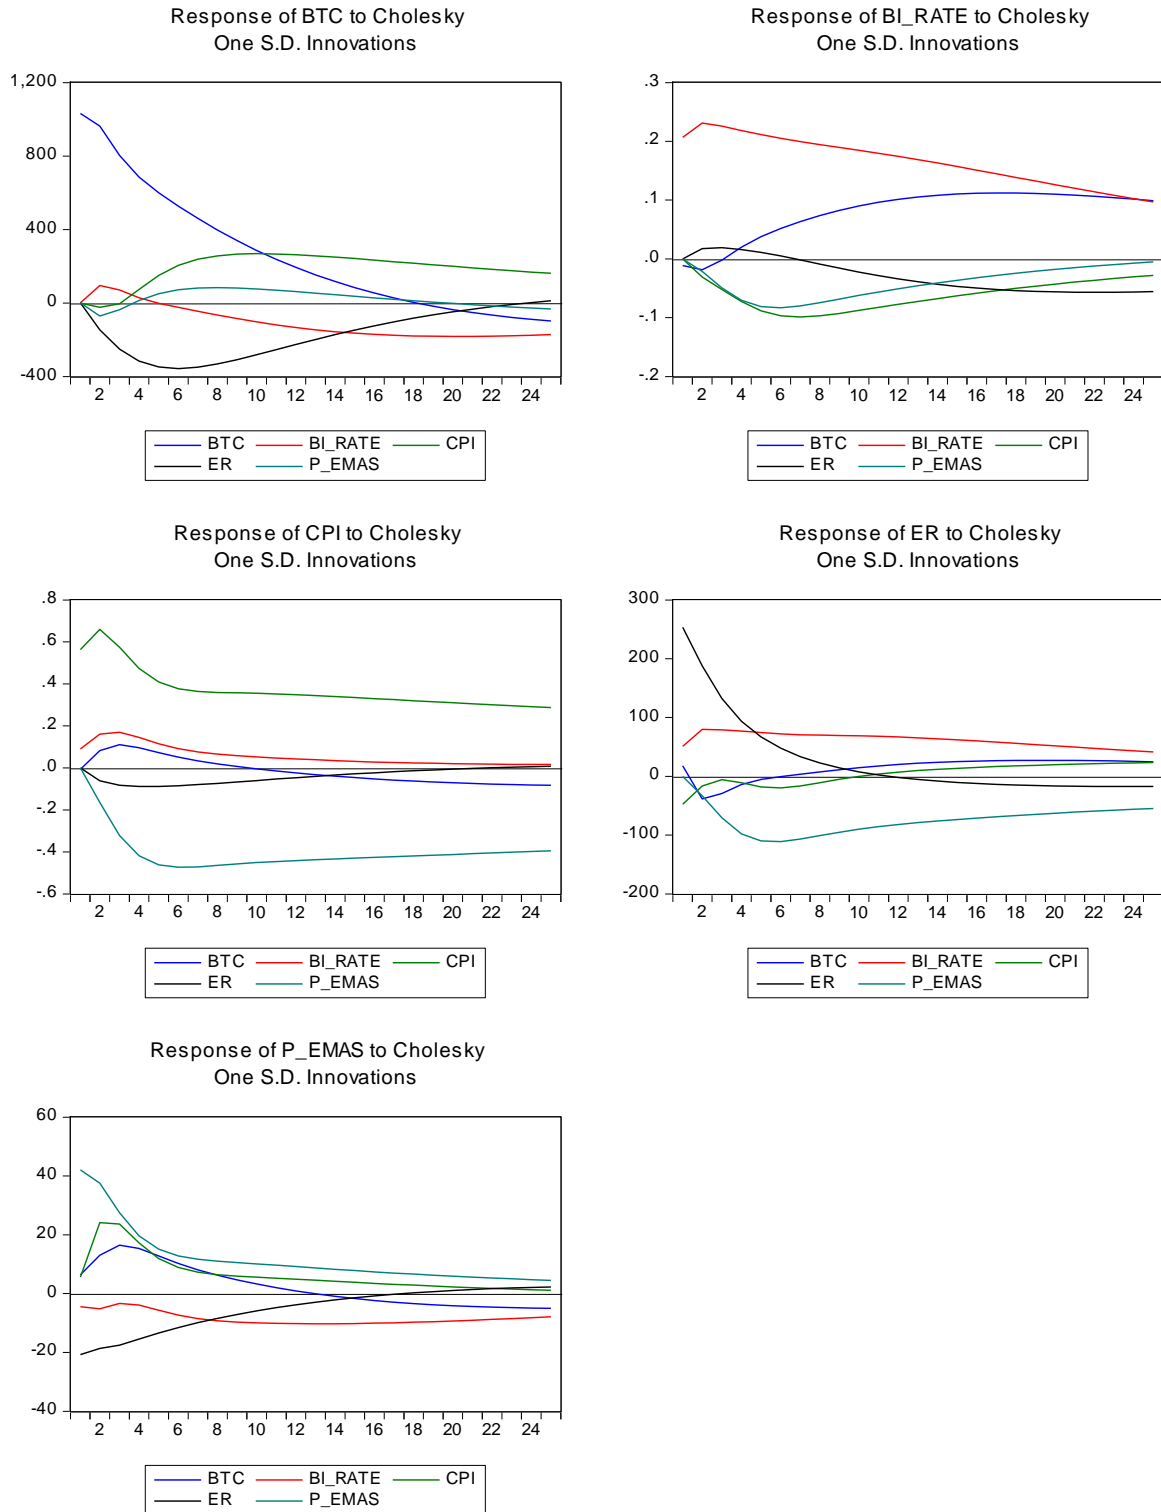 Response of BTC to Cholesky
One S.D. Innovations
1,200
800
400
0
-400
2 4 6 8 10 12 14 16 18 20 22 24
BTC BI_RATE CPI
ER P_EMAS
Response of BI_RATE to Cholesky
One S.D. Innovations
.3
.2
.1
.0
-.1
-.2
2 4 6 8 10 12 14 16 18 20 22 24
BTC BI_RATE CPI
ER P_EMAS
Response of CPI to Cholesky
One S.D. Innovations
.8
.6
.4
.2
.0
-.2
-.4
-.6
2 4 6 8 10 12 14 16 18 20 22 24
BTC BI_RATE CPI
ER P_EMAS
Response of ER to Cholesky
One S.D. Innovations
300
200
100
0
-100
-200
2 4 6 8 10 12 14 16 18 20 22 24
BTC BI_RATE CPI
ER P_EMAS
Response of P_EMAS to Cholesky
One S.D. Innovations
60
40
20
0
-20
-40
2 4 6 8 10 12 14 16 18 20 22 24
BTC BI_RATE CPI
ER P_EMAS